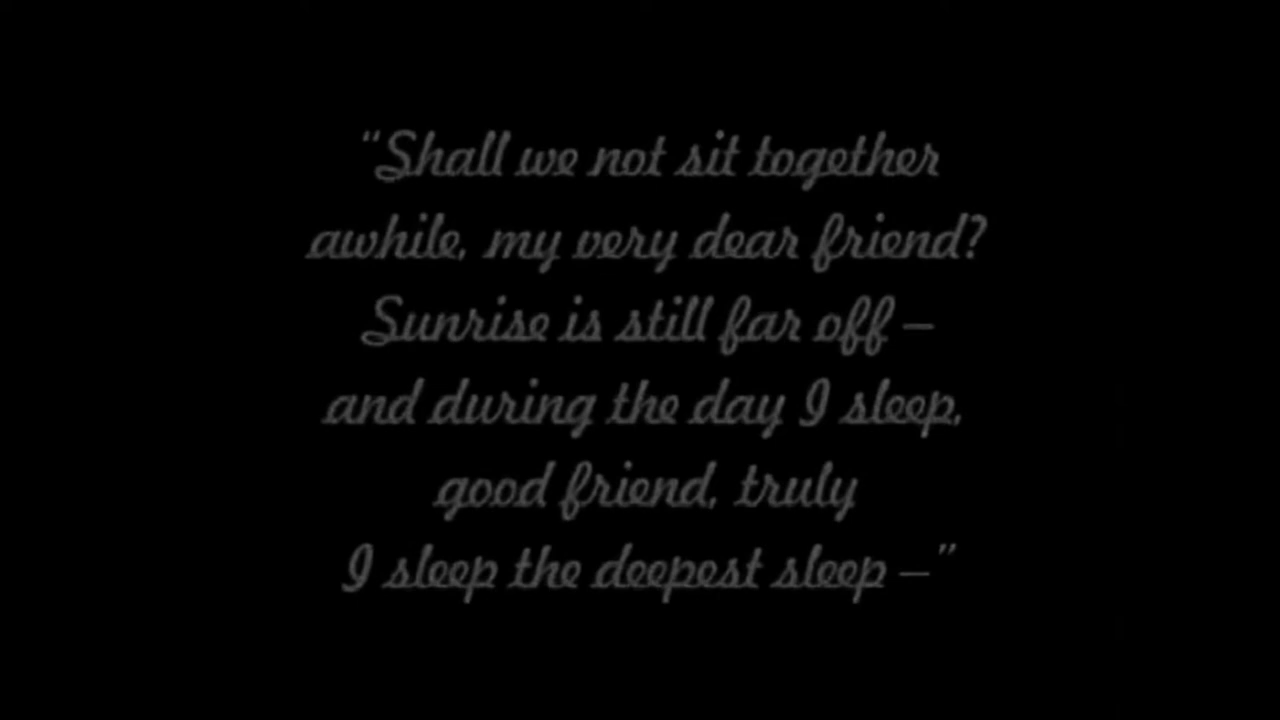 “Shall we not sit together
awhile, my very dear friend?
Sunrise is still far off –
and during the day I sleep,
good friend, truly
I sleep the deepest sleep –”